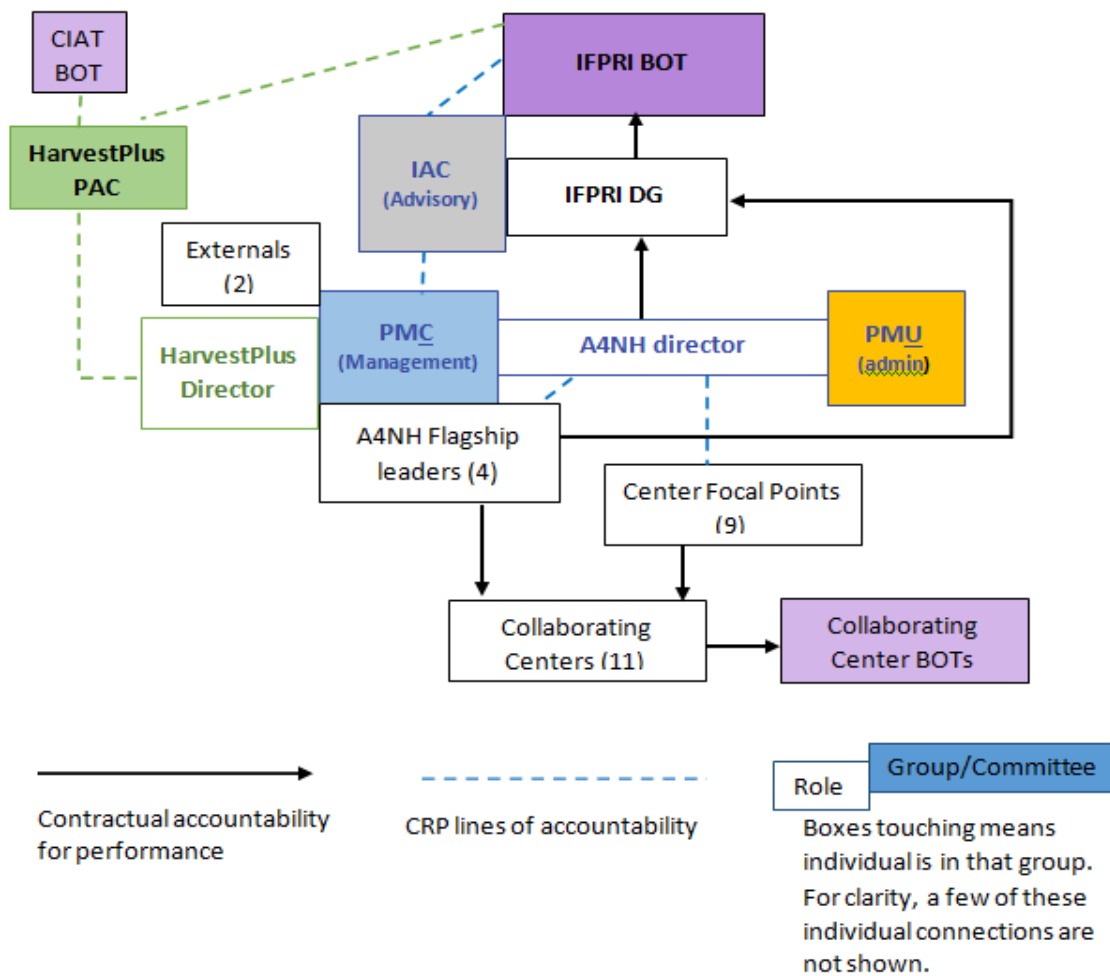 CIAT
BOT
IFPRI BOT
HarvestPlus
PAC
IAC
(Advisory)
IFPRI DG
Externals
(2)
HarvestPlus
Director
PMC
(Management)
A4NH director
PMU
(admin)
A4NH Flagship
leaders (4)
Center Focal Points
(9)
Collaborating
Centers (11)
Collaborating
Center BOTs
Contractual accountability
for performance
CRP lines of accountability
Role
Group/Committee
Boxes touching means
individual is in that group.
For clarity, a few of these
individual connections are
not shown.